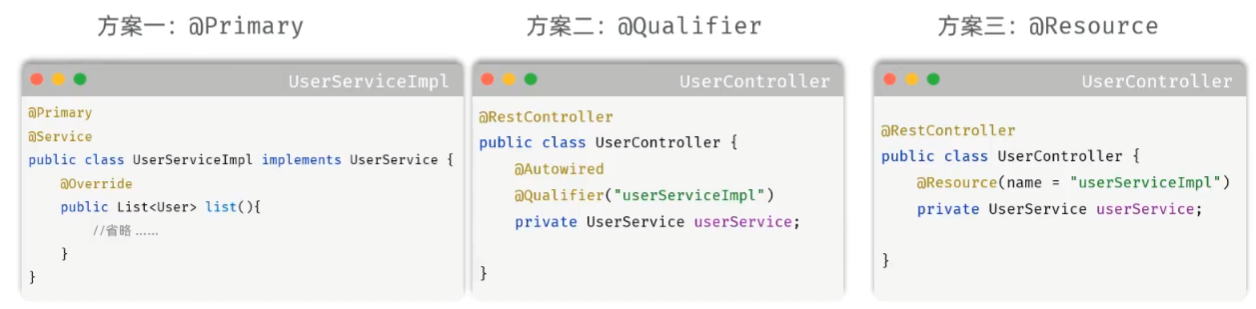 方案一：@Primary
UserServiceImpl
@Primary
@Service
public class UserServiceImpl implements UserService {
@Override
public List<User> list(){
//省略 ......
}
}
方案二：@Qualifier
UserController
@RestController
public class UserController {
@Autowired
@Qualifier("userServiceImpl")
private UserService userService;
}
方案三：@Resource
UserController
@RestController
public class UserController {
@Resource(name = "userServiceImpl")
private UserService userService;
}